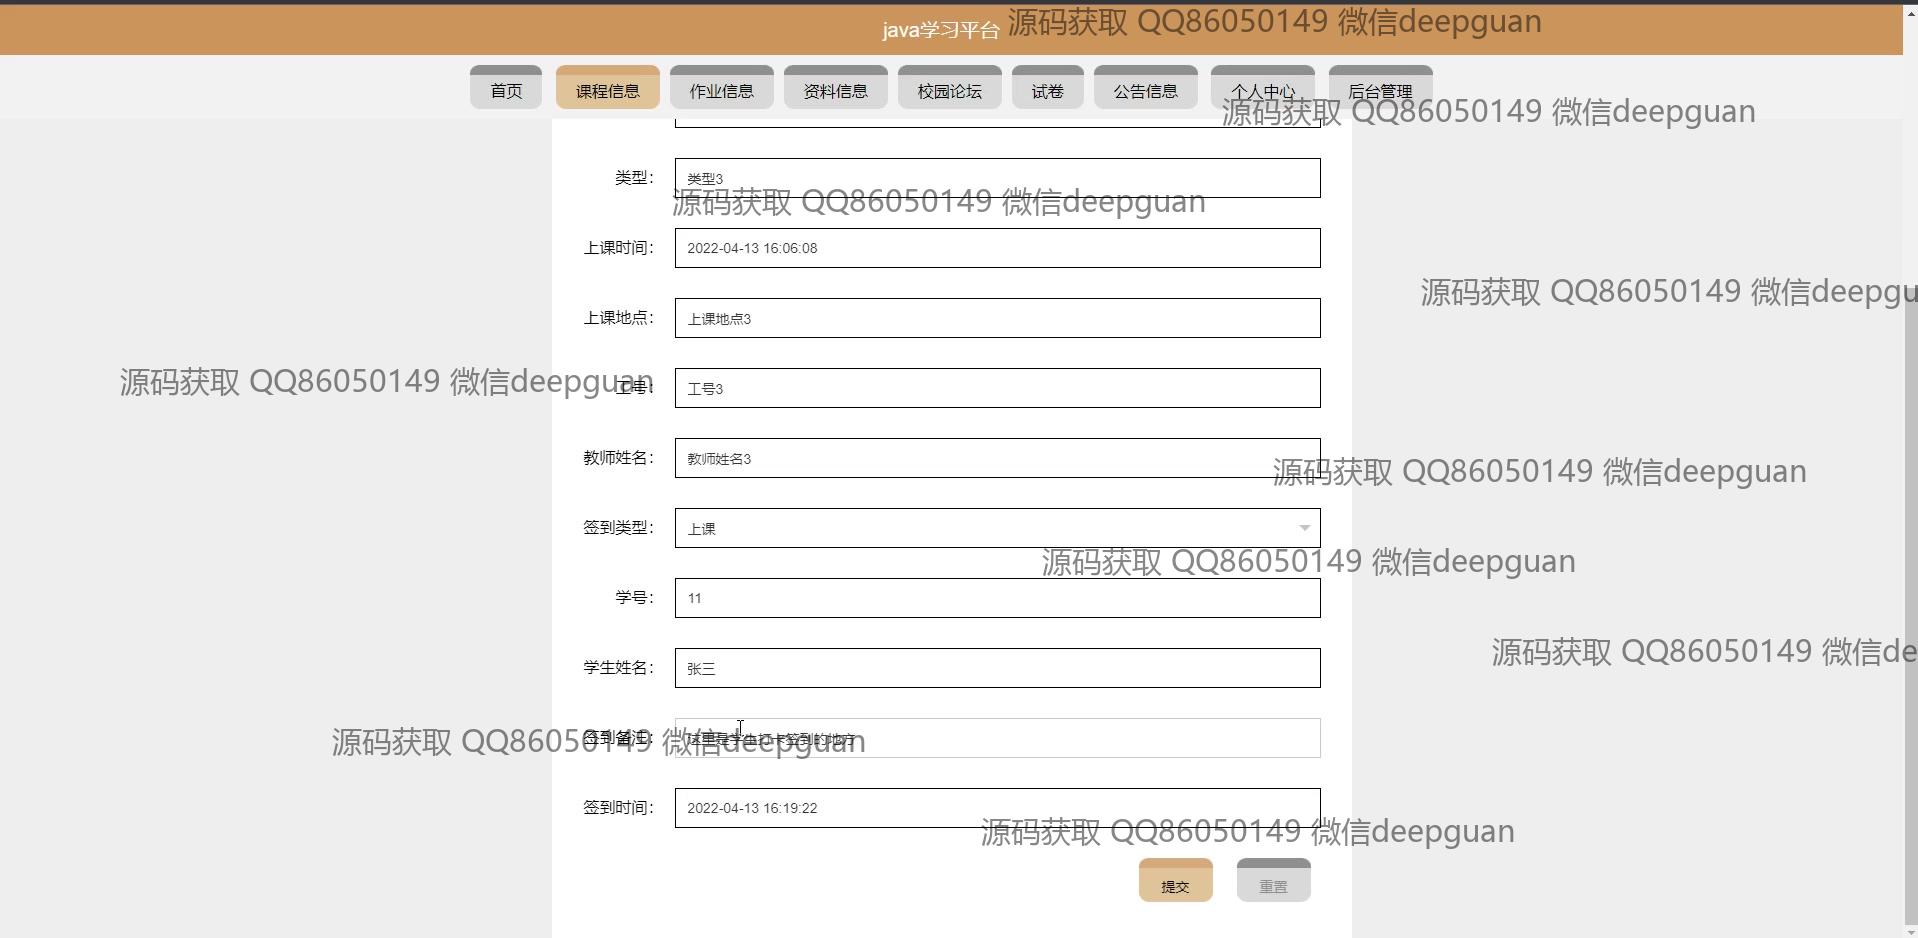 java学习平台
源码获取 QQ86050149 微信deepguan
首页 课程信息 作业信息 资料信息 校园论坛 试卷 公告信息 个人中心 后台管理
源码获取 QQ86050149 微信deepguan
类型: 类型3
源码获取 QQ86050149 微信deepguan
上课时间: 2022-04-13 16:06:08
源码获取 QQ86050149 微信deepgu
上课地点: 上课地点3
源码获取 QQ86050149 微信deepguan
工号: 工号3
教师姓名: 教师姓名3
源码获取 QQ86050149 微信deepguan
签到类型: 上课
源码获取 QQ86050149 微信deepguan
学号: 11
源码获取 QQ86050149 微信de
学生姓名: 张三
源码获取 QQ86050149 微信deepguan
签到备注: 这里是学生打卡签到的地方
签到时间: 2022-04-13 16:19:22
源码获取 QQ86050149 微信deepguan
提交 重置